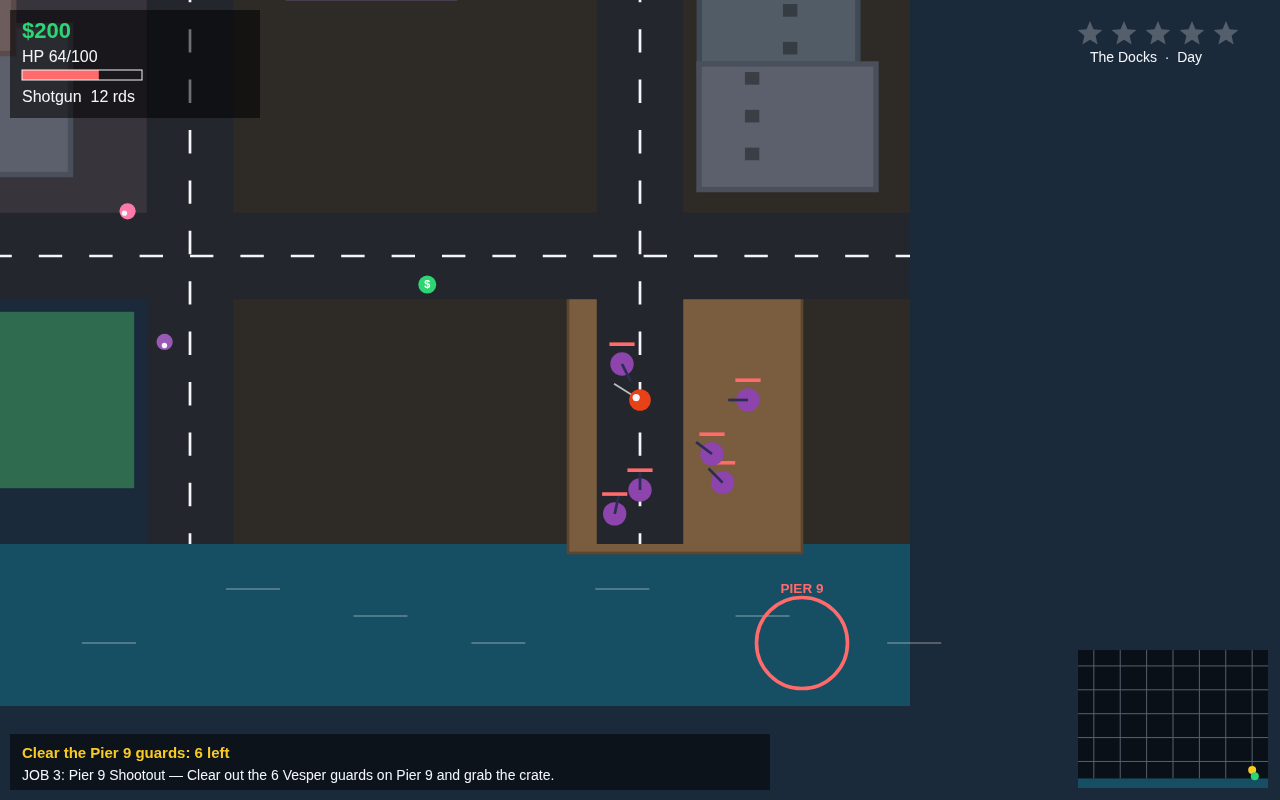 $200
HP 64/100
Shotgun 12 rds
The Docks · Day
$
PIER 9
Clear the Pier 9 guards: 6 left
JOB 3: Pier 9 Shootout — Clear out the 6 Vesper guards on Pier 9 and grab the crate.